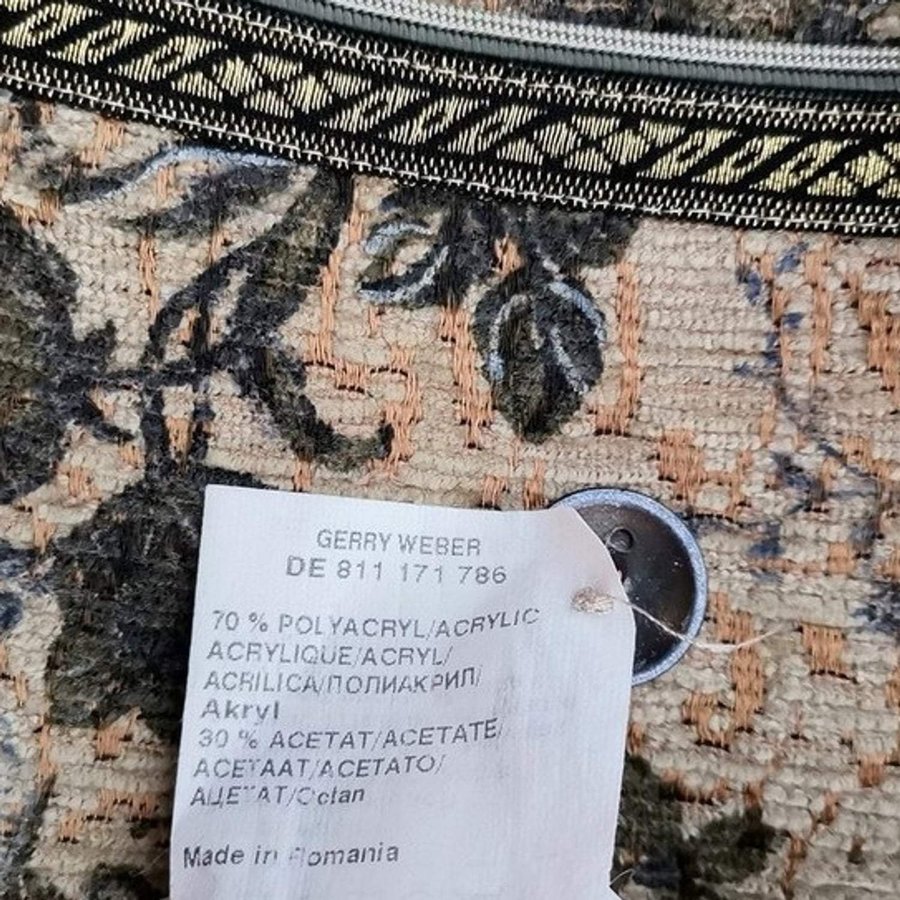 GERRY WEBER
DE 811 171 786
70 % POLYACRYL/ACRYLIC
ACRYLIQUE/ACRYL/
ACRILICA/ПОЛИАКРИЛ/
Akryl
30 % ACETAT/ACETATE/
ACETAAT/ACETATO/
АЦЕТАТ/Octan
Made in Romania